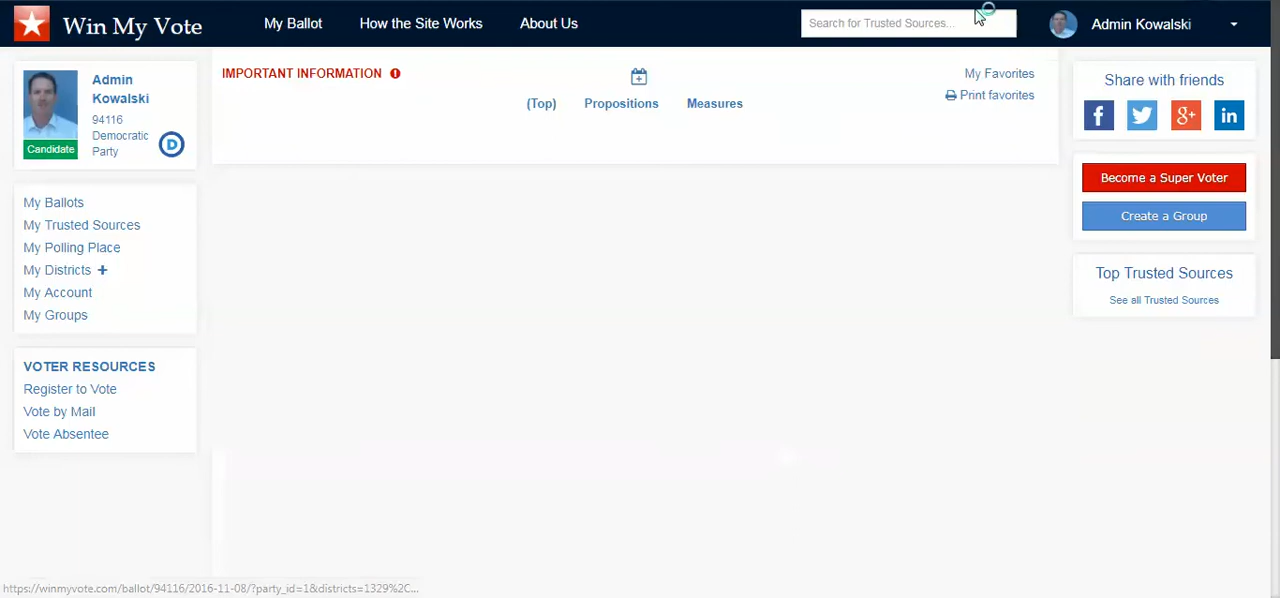 Win My Vote
My Ballot
How the Site Works
About Us
Search for Trusted Sources...
Admin Kowalski
Admin
Kowalski
94116
Democratic
Party
D
Candidate
My Ballots
My Trusted Sources
My Polling Place
My Districts +
My Account
My Groups
VOTER RESOURCES
Register to Vote
Vote by Mail
Vote Absentee
IMPORTANT INFORMATION
(Top)
Propositions
Measures
My Favorites
Print favorites
Share with friends
f
g+
in
Become a Super Voter
Create a Group
Top Trusted Sources
See all Trusted Sources
https://winmyvote.com/ballot/94116/2016-11-08/?party_id=1&districts=1329%2C...